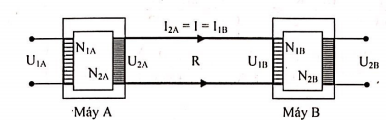 I₂A = I = I₁B
N₁A
N₁B
U₁A
U₂A
R
U₁B
U₂B
N₂A
N₂B
Máy A
Máy B